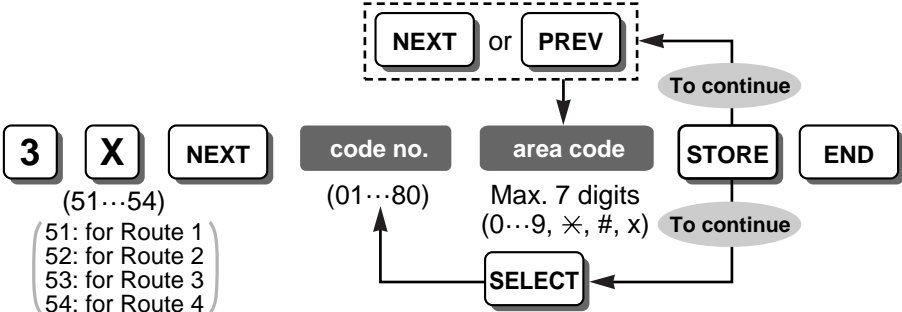 NEXT or PREV
To continue
3 X NEXT code no. area code STORE END
(51···54) (01···80) Max. 7 digits
(0···9, ✳, #, x) To continue
51: for Route 1
52: for Route 2
53: for Route 3
54: for Route 4
SELECT